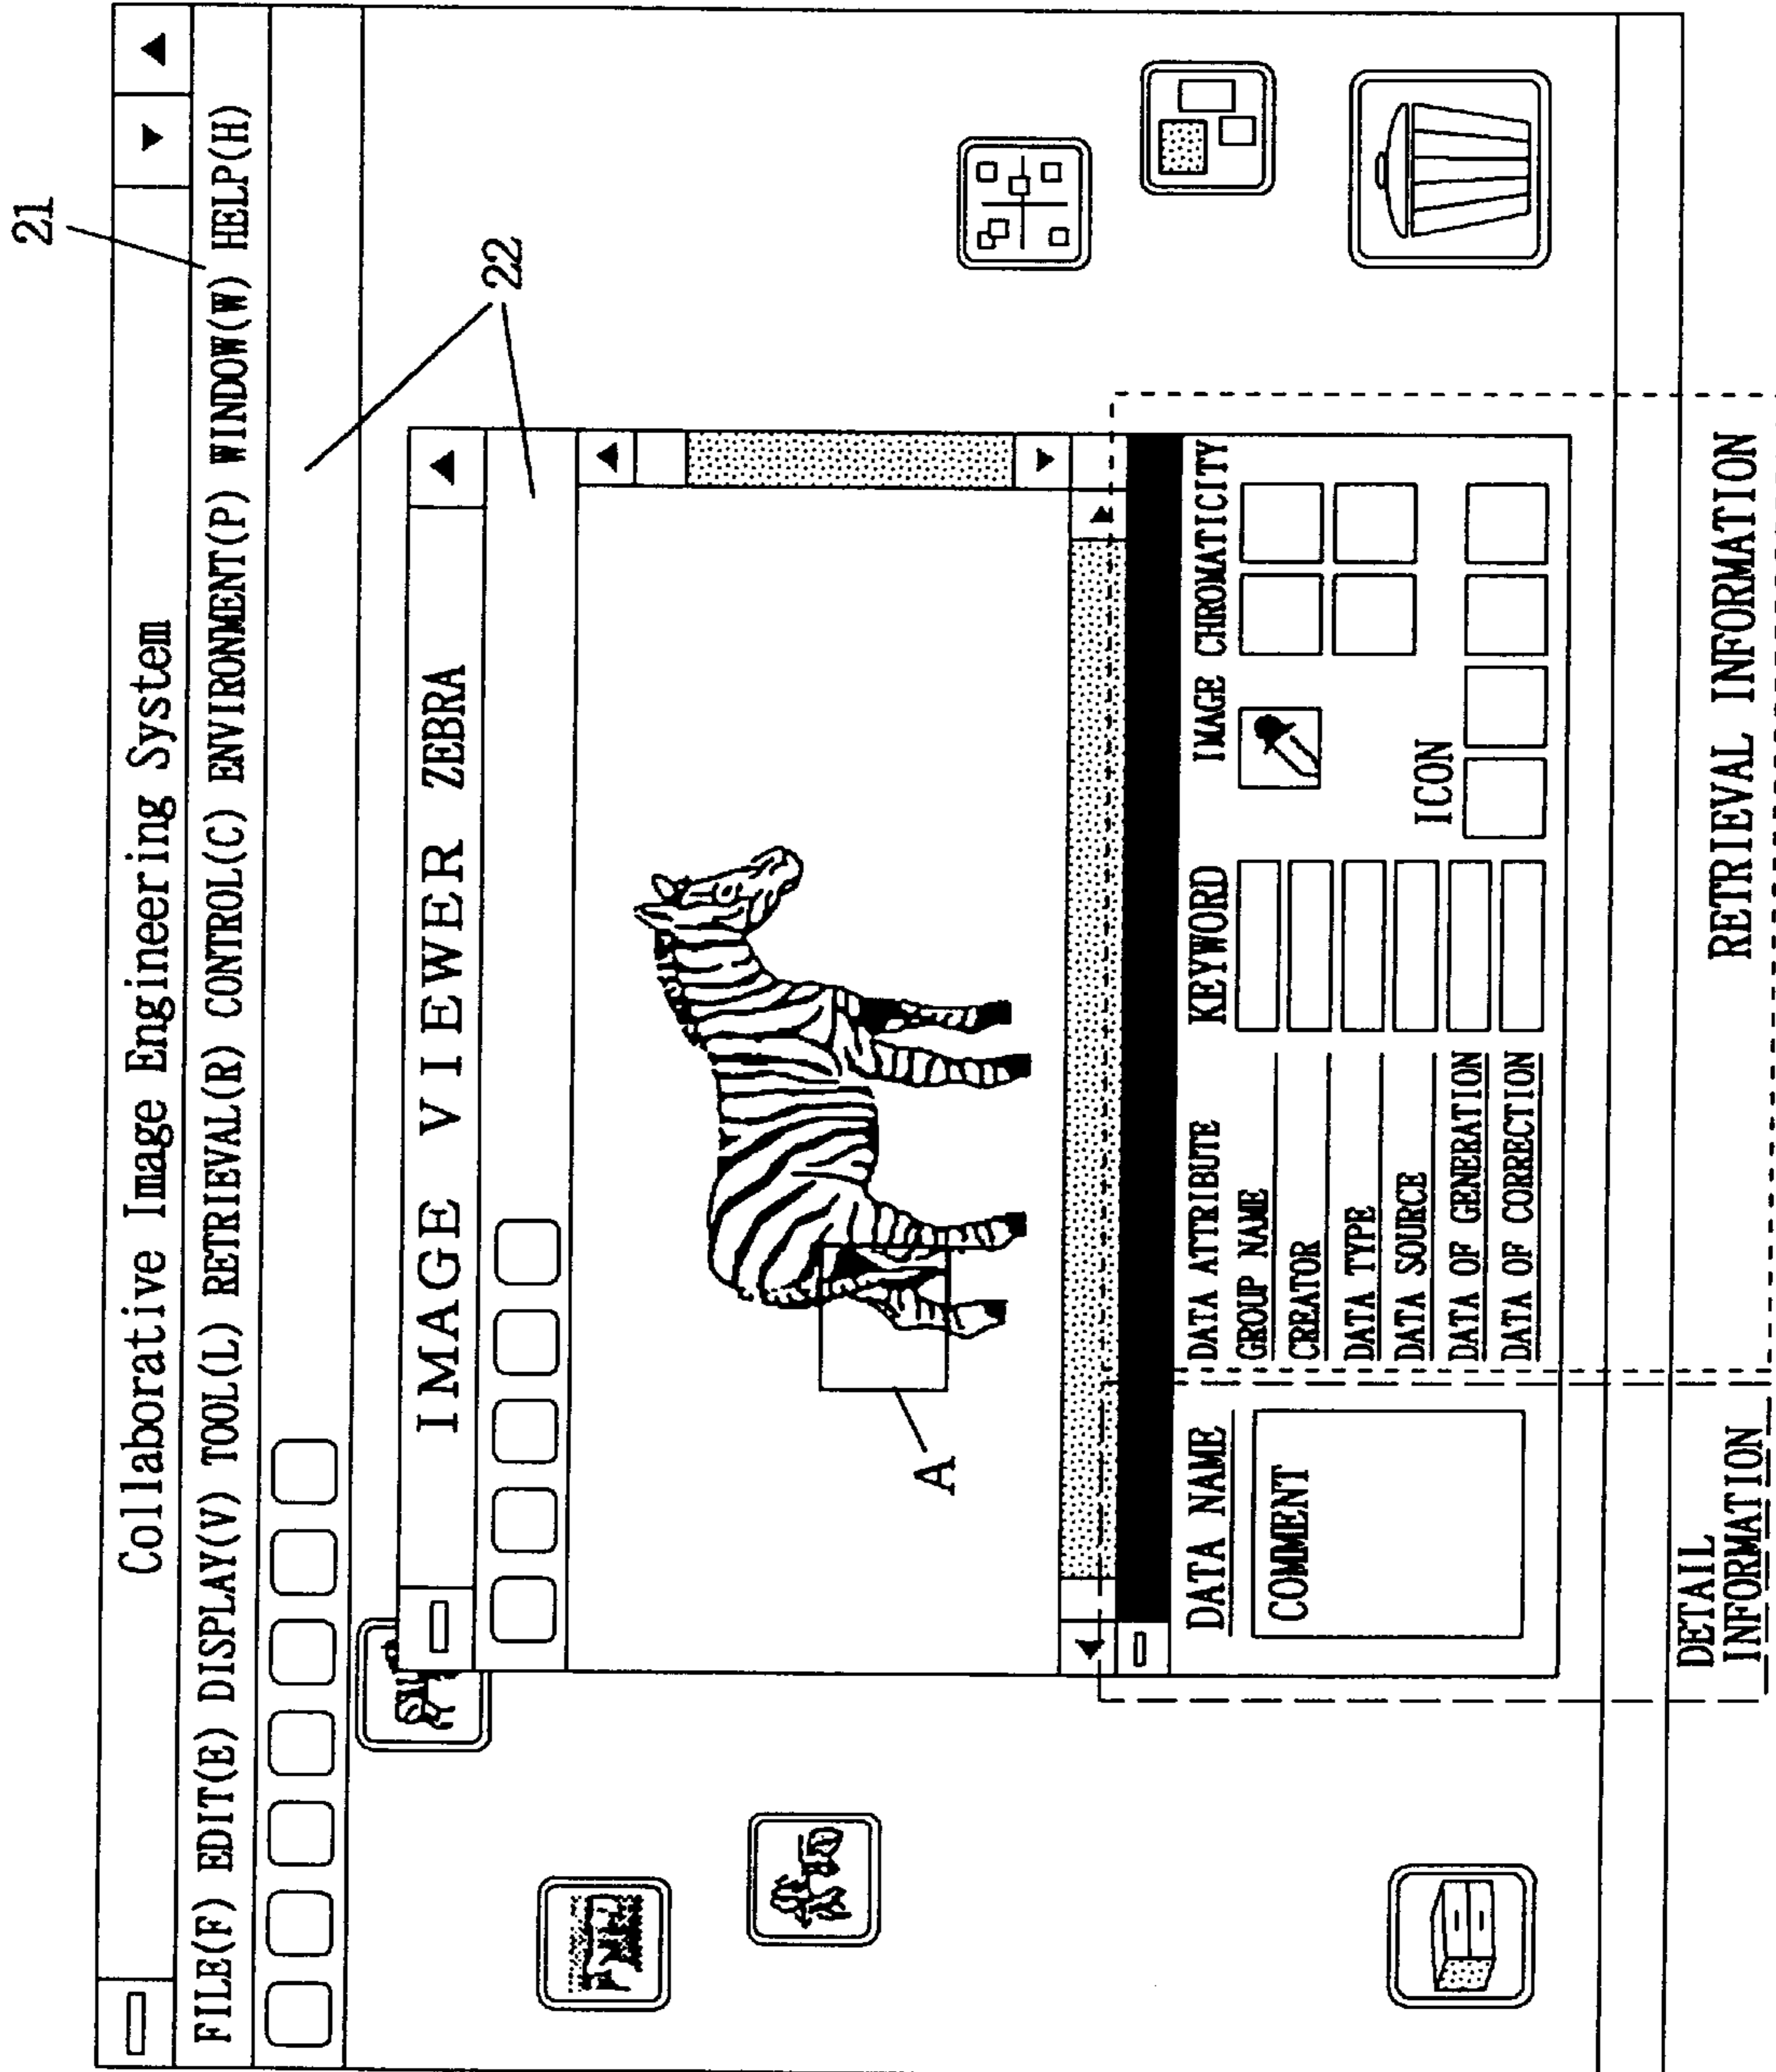 21
Collaborative Image Engineering System
FILE(F) EDIT(E) DISPLAY(V) TOOL(L) RETRIEVAL(R) CONTROL(C) ENVIRONMENT(P) WINDOW(W) HELP(H)
22
IMAGE VIEWER ZEBRA
A
DATA NAME
COMMENT
DATA ATTRIBUTE
GROUP NAME
CREATOR
DATA TYPE
DATA SOURCE
DATA OF GENERATION
DATA OF CORRECTION
KEYWORD
IMAGE CHROMATICITY
ICON
DETAIL
INFORMATION
RETRIEVAL INFORMATION